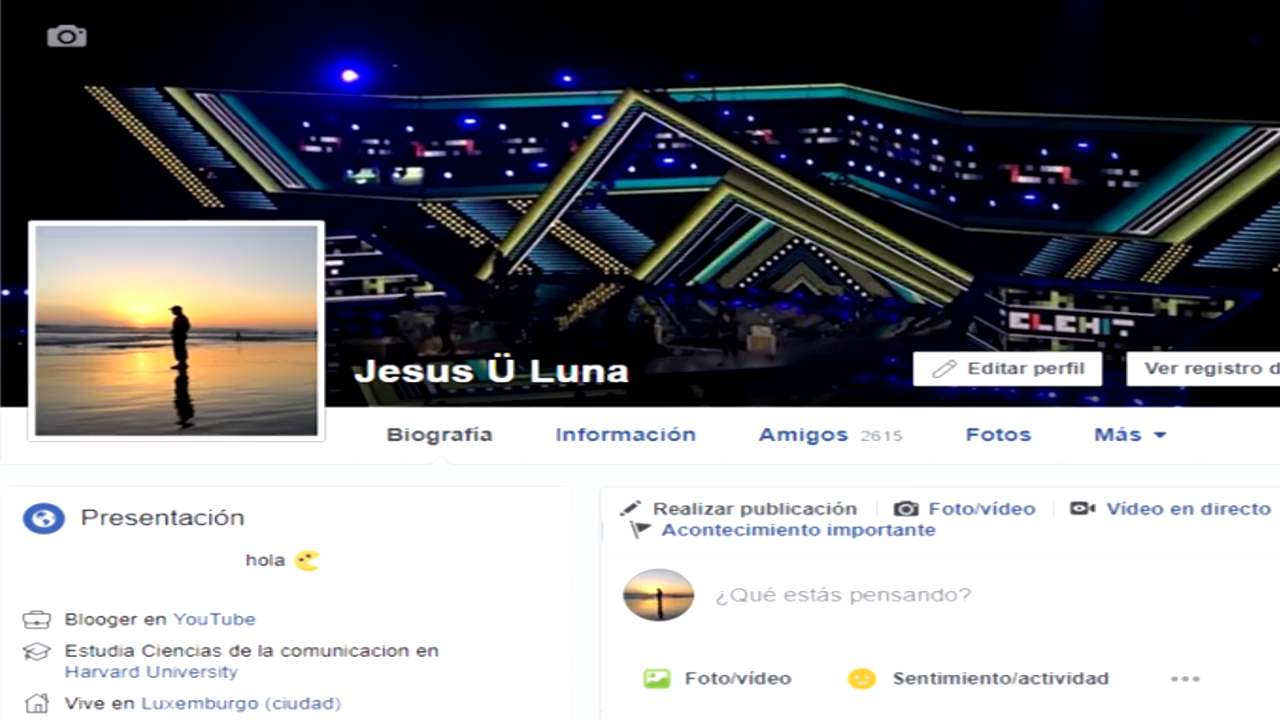 ELEHIT
Jesus Ü Luna
Editar perfil
Ver registro d
Biografía
Información
Amigos 2615
Fotos
Más
Presentación
hola
Blooger en YouTube
Estudia Ciencias de la comunicacion en
Harvard University
Vive en Luxemburgo (ciudad)
Realizar publicación
Foto/vídeo
Vídeo en directo
Acontecimiento importante
¿Qué estás pensando?
Foto/vídeo
Sentimiento/actividad